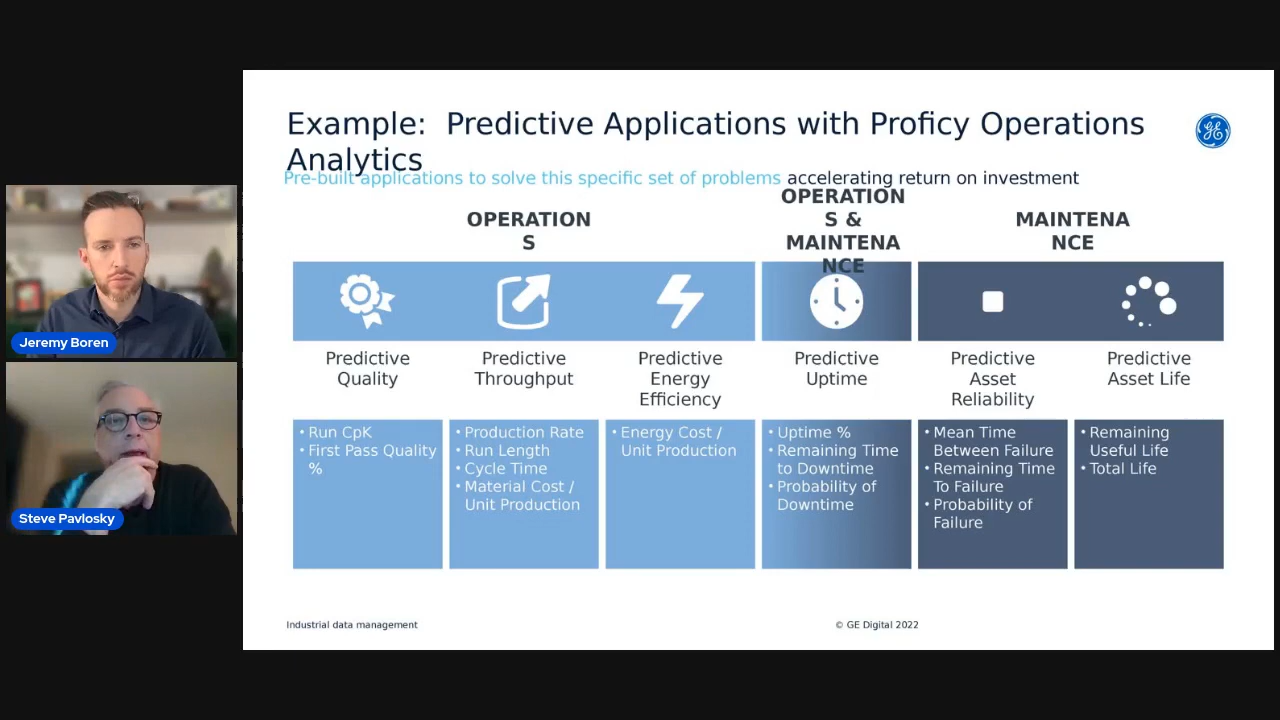 Example:  Predictive Applications with Proficy Operations
Analytics
Pre-built applications to solve this specific set of problems accelerating return on investment
OPERATION
S
OPERATION
S &
MAINTENA
NCE
MAINTENA
NCE
Predictive
Quality
Predictive
Throughput
Predictive
Energy
Efficiency
Predictive
Uptime
Predictive
Asset
Reliability
Predictive
Asset Life
• Run CpK
• First Pass Quality
%
• Production Rate
• Run Length
• Cycle Time
• Material Cost /
Unit Production
• Energy Cost /
Unit Production
• Uptime %
• Remaining Time
to Downtime
• Probability of
Downtime
• Mean Time
Between Failure
• Remaining Time
To Failure
• Probability of
Failure
• Remaining
Useful Life
• Total Life
Industrial data management
© GE Digital 2022
GE
Jeremy Boren
Steve Pavlosky